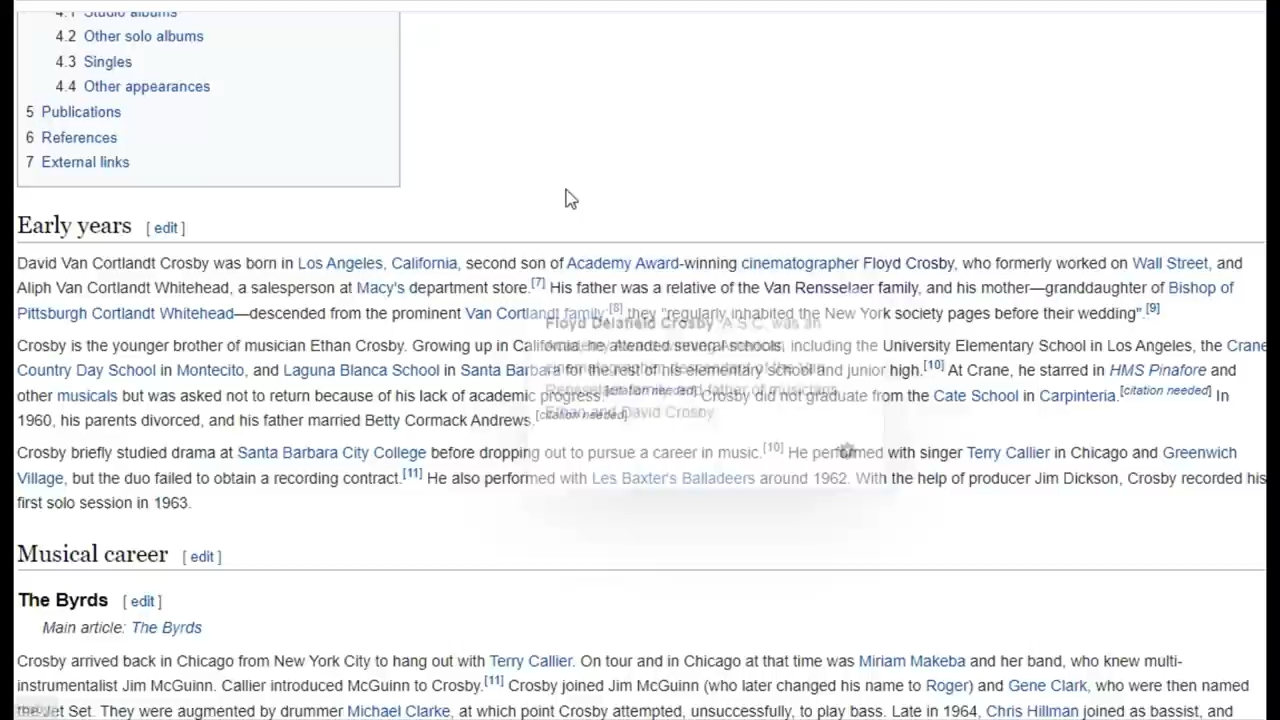 4.1 Studio albums
4.2 Other solo albums
4.3 Singles
4.4 Other appearances
5 Publications
6 References
7 External links
Early years [ edit ]
David Van Cortlandt Crosby was born in Los Angeles, California, second son of Academy Award-winning cinematographer Floyd Crosby, who formerly worked on Wall Street, and
Aliph Van Cortlandt Whitehead, a salesperson at Macy's department store.[7] His father was a relative of the Van Rensselaer family, and his mother—granddaughter of Bishop of
Pittsburgh Cortlandt Whitehead—descended from the prominent Van Cortlandt family;[8] they "regularly inhabited the New York society pages before their wedding".[9]
Floyd Delafield Crosby A.S.C. was an
Crosby is the younger brother of musician Ethan Crosby. Growing up in California, he attended several schools, including the University Elementary School in Los Angeles, the Crane
Country Day School in Montecito, and Laguna Blanca School in Santa Barbara for the rest of his elementary school and junior high.[10] At Crane, he starred in HMS Pinafore and
other musicals but was asked not to return because of his lack of academic progress.[citation needed] Crosby did not graduate from the Cate School in Carpinteria.[citation needed] In
1960, his parents divorced, and his father married Betty Cormack Andrews.[citation needed]
Ethan and David Crosby.
Crosby briefly studied drama at Santa Barbara City College before dropping out to pursue a career in music.[10] He performed with singer Terry Callier in Chicago and Greenwich
Village, but the duo failed to obtain a recording contract.[11] He also performed with Les Baxter's Balladeers around 1962. With the help of producer Jim Dickson, Crosby recorded his
first solo session in 1963.
Musical career [ edit ]
The Byrds [ edit ]
Main article: The Byrds
Crosby arrived back in Chicago from New York City to hang out with Terry Callier. On tour and in Chicago at that time was Miriam Makeba and her band, who knew multi-
instrumentalist Jim McGuinn. Callier introduced McGuinn to Crosby.[11] Crosby joined Jim McGuinn (who later changed his name to Roger) and Gene Clark, who were then named
the Jet Set. They were augmented by drummer Michael Clarke, at which point Crosby attempted, unsuccessfully, to play bass. Late in 1964, Chris Hillman joined as bassist, and